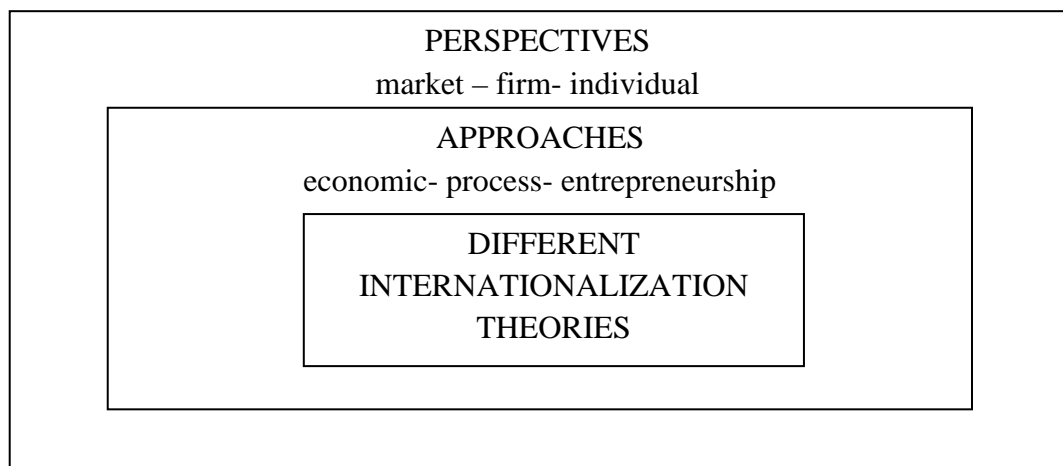 PERSPECTIVES
market – firm- individual
APPROACHES
economic- process- entrepreneurship
DIFFERENT
INTERNATIONALIZATION
THEORIES